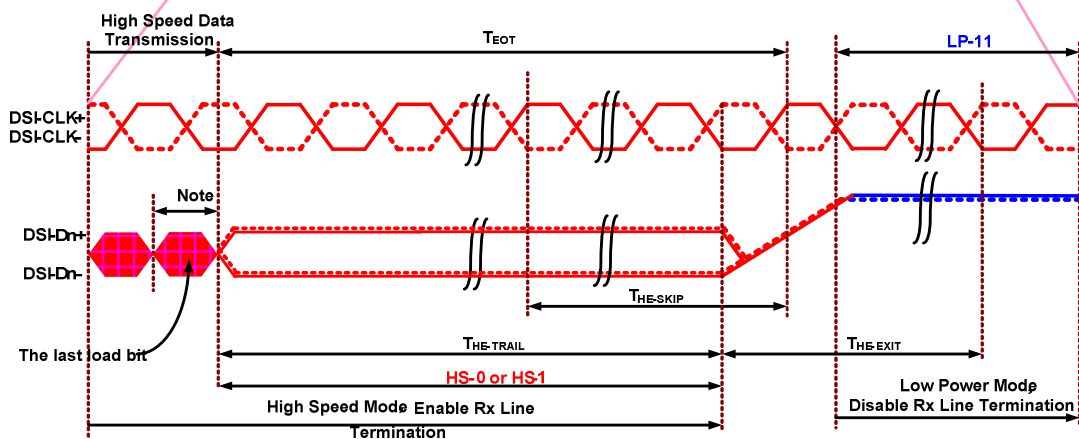 High Speed Data
Transmission
TEOT
LP-11
DSI-CLK+
DSI-CLK-
Note
DSI-Dn+
DSI-Dn-
THE-SKIP
The last load bit
THE-TRAIL
THE-EXIT
HS-0 or HS-1
High Speed Mode, Enable Rx Line
Termination
Low Power Mode,
Disable Rx Line Termination